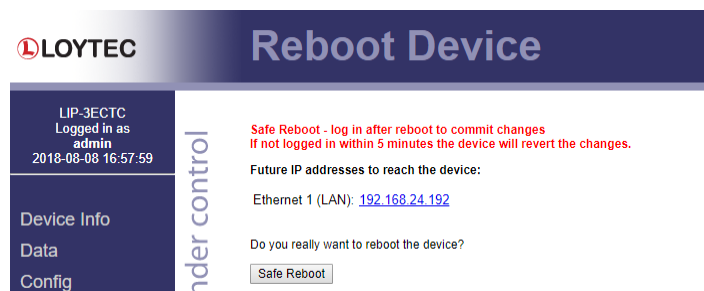 LOYTEC
Reboot Device
LIP-3ECTC
Logged in as
admin
2018-08-08 16:57:59
Device Info
Data
Config
nder control
Safe Reboot - log in after reboot to commit changes
If not logged in within 5 minutes the device will revert the changes.
Future IP addresses to reach the device:
Ethernet 1 (LAN): 192.168.24.192
Do you really want to reboot the device?
Safe Reboot